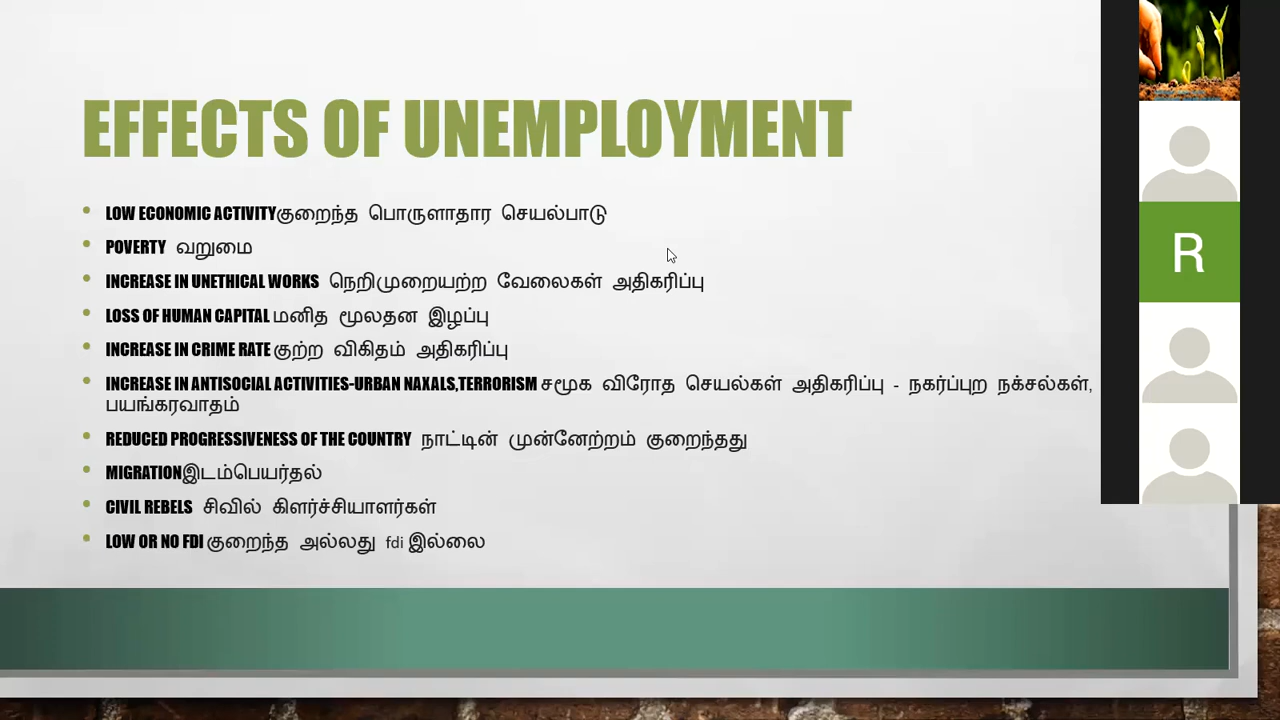 EFFECTS OF UNEMPLOYMENT
LOW ECONOMIC ACTIVITYகுறைந்த பொருளாதார செயல்பாடு
POVERTY வறுமை
INCREASE IN UNETHICAL WORKS நெறிமுறையற்ற வேலைகள் அதிகரிப்பு
LOSS OF HUMAN CAPITAL மனித மூலதன இழப்பு
INCREASE IN CRIME RATE குற்ற விகிதம் அதிகரிப்பு
INCREASE IN ANTISOCIAL ACTIVITIES-URBAN NAXALS,TERRORISM சமூக விரோத செயல்கள் அதிகரிப்பு - நகர்ப்புற நக்சல்கள்,
பயங்கரவாதம்
REDUCED PROGRESSIVENESS OF THE COUNTRY நாட்டின் முன்னேற்றம் குறைந்தது
MIGRATIONஇடம்பெயர்தல்
CIVIL REBELS சிவில் கிளர்ச்சியாளர்கள்
LOW OR NO FDI குறைந்த அல்லது fdi இல்லை
R